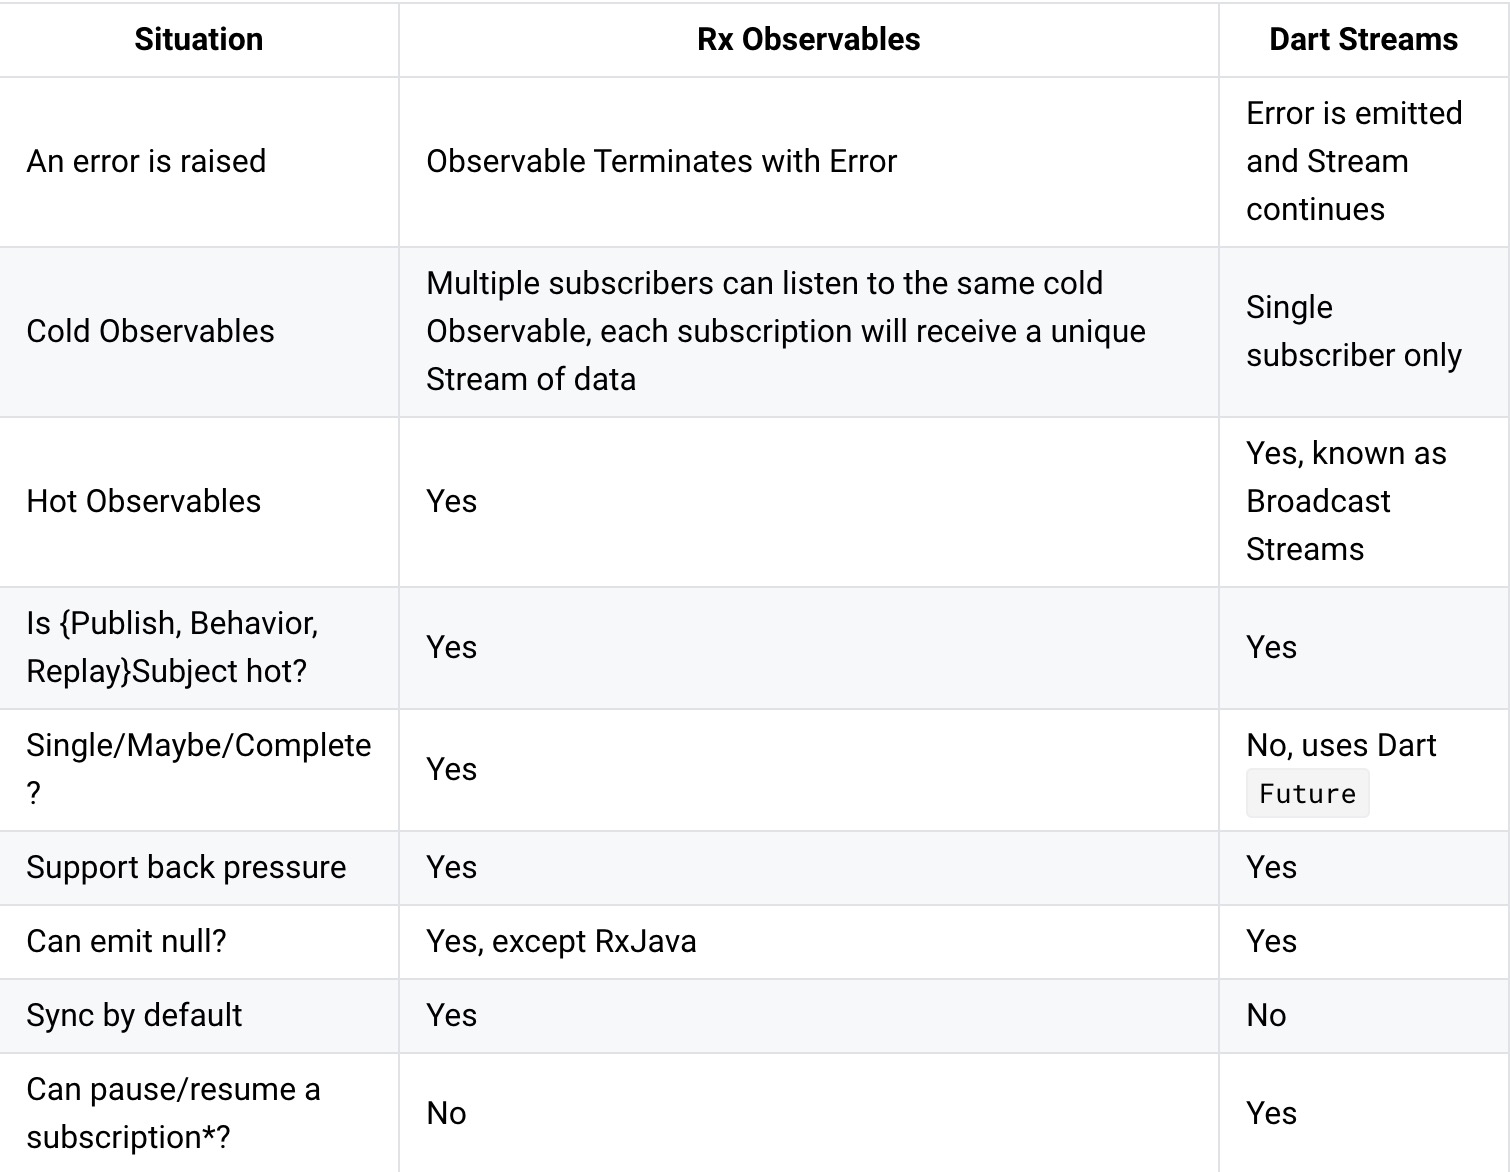 Situation
Rx Observables
Dart Streams
An error is raised
Observable Terminates with Error
Error is emitted
and Stream
continues
Cold Observables
Multiple subscribers can listen to the same cold
Observable, each subscription will receive a unique
Stream of data
Single
subscriber only
Hot Observables
Yes
Yes, known as
Broadcast
Streams
Is {Publish, Behavior,
Replay}Subject hot?
Yes
Yes
Single/Maybe/Complete
?
Yes
No, uses Dart
Future
Support back pressure
Yes
Yes
Can emit null?
Yes, except RxJava
Yes
Sync by default
Yes
No
Can pause/resume a
subscription*?
No
Yes